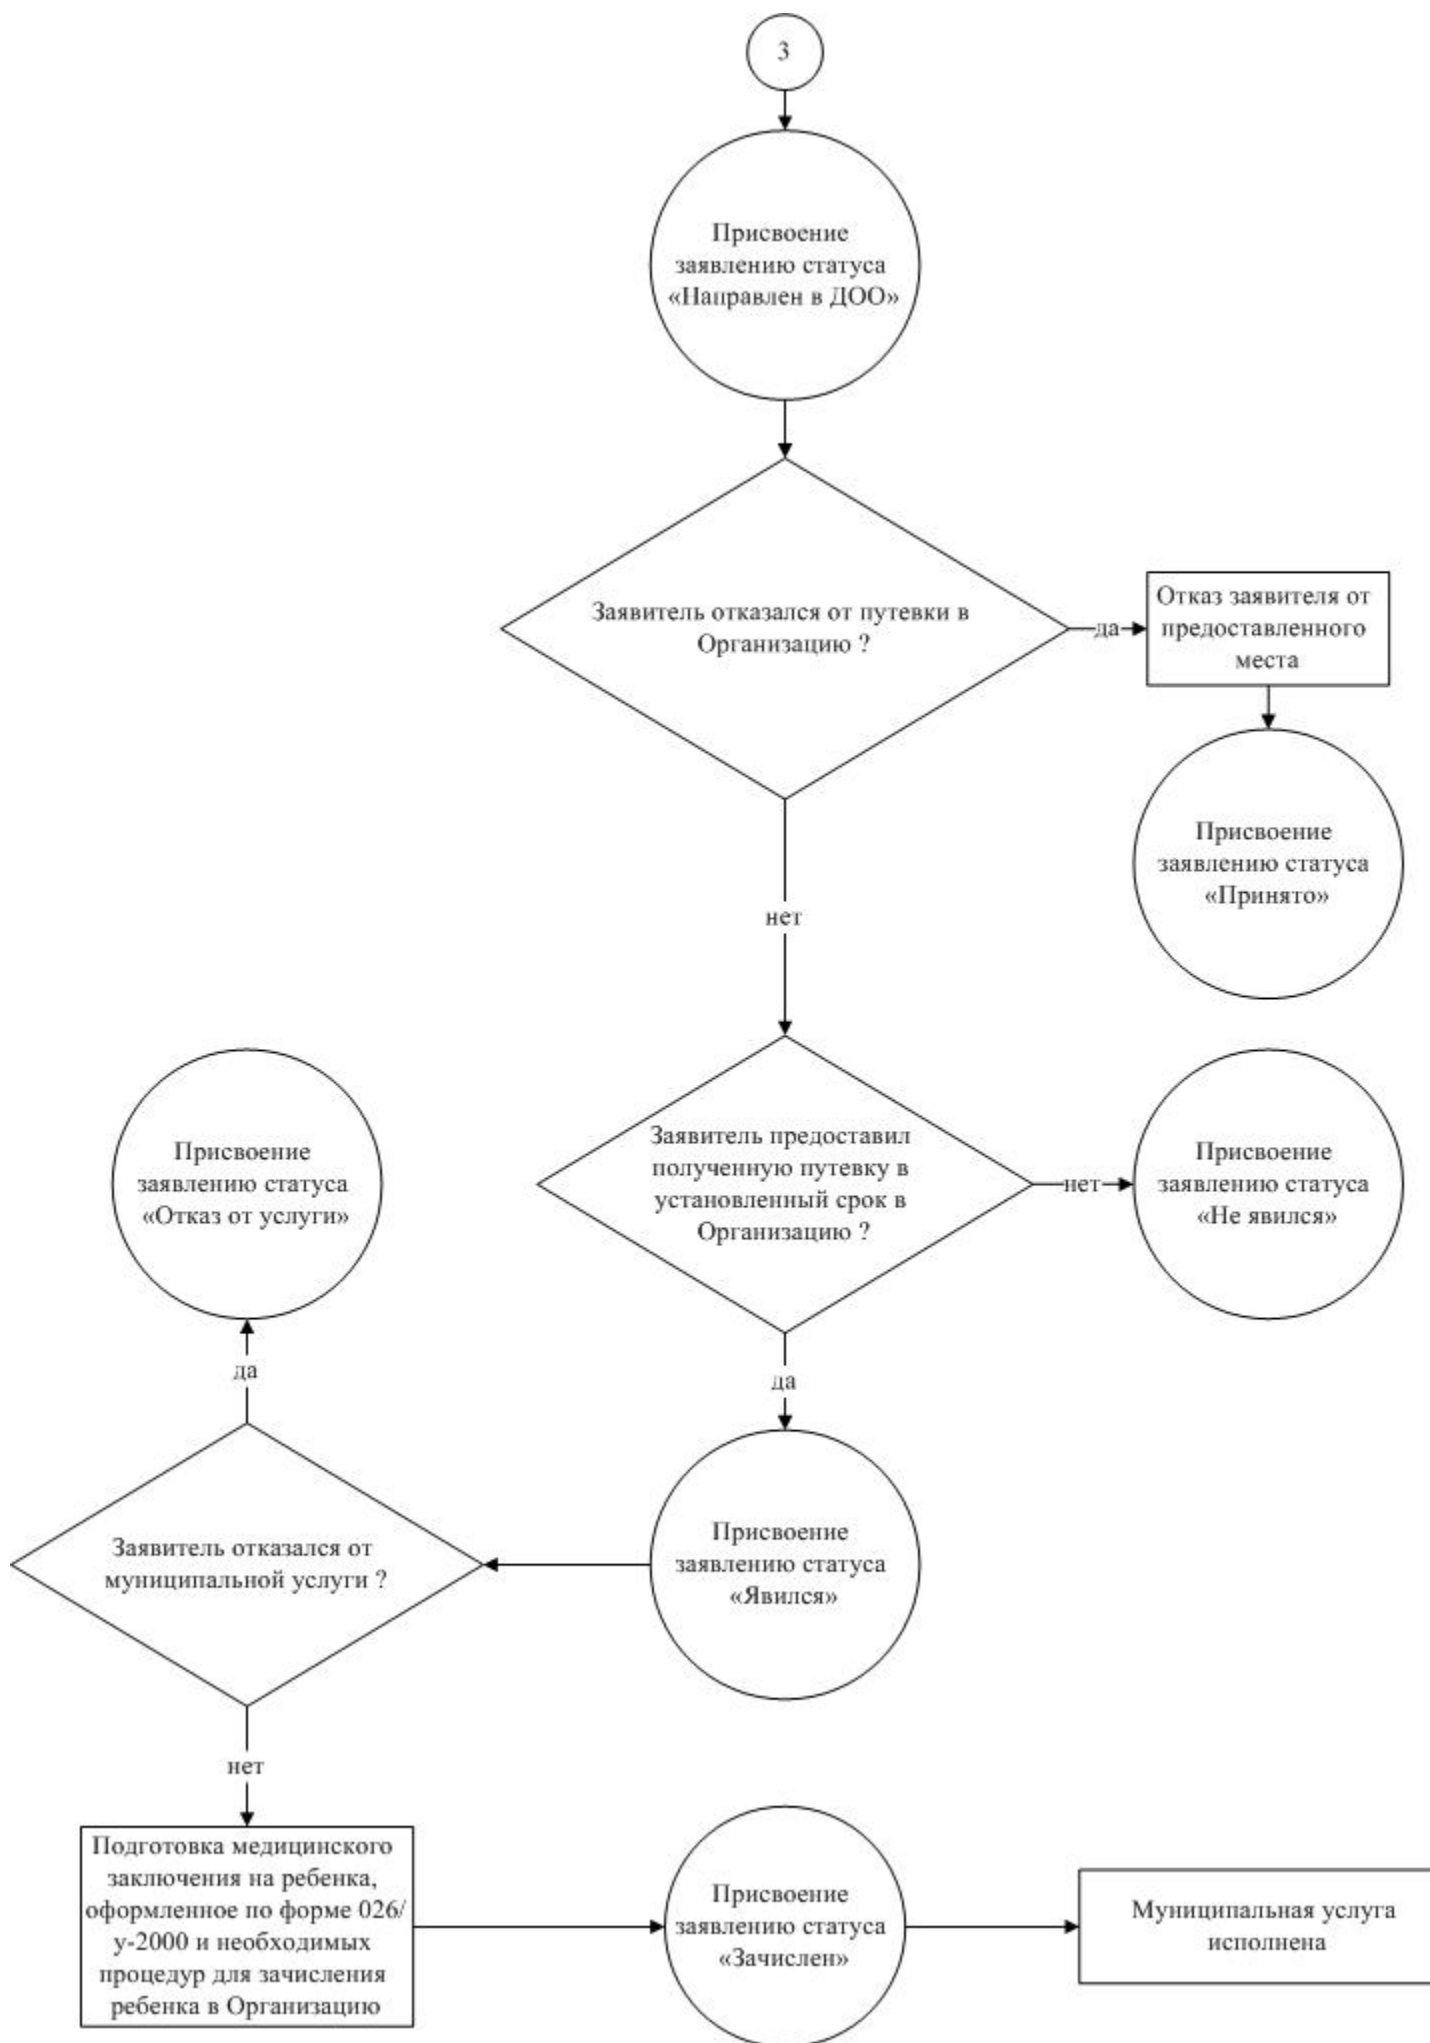 3
Присвоение
заявлению статуса
«Направлен в ДОО»
Заявитель отказался от путевки в
Организацию ?
да
Отказ заявителя от
предоставленного
места
Присвоение
заявлению статуса
«Принято»
нет
Заявитель предоставил
полученную путевку в
установленный срок в
Организацию ?
нет
Присвоение
заявлению статуса
«Не явился»
да
Присвоение
заявлению статуса
«Явился»
Заявитель отказался от
муниципальной услуги ?
да
Присвоение
заявлению статуса
«Отказ от услуги»
нет
Подготовка медицинского
заключения на ребенка,
оформленное по форме 026/
у-2000 и необходимых
процедур для зачисления
ребенка в Организацию
Присвоение
заявлению статуса
«Зачислен»
Муниципальная услуга
исполнена